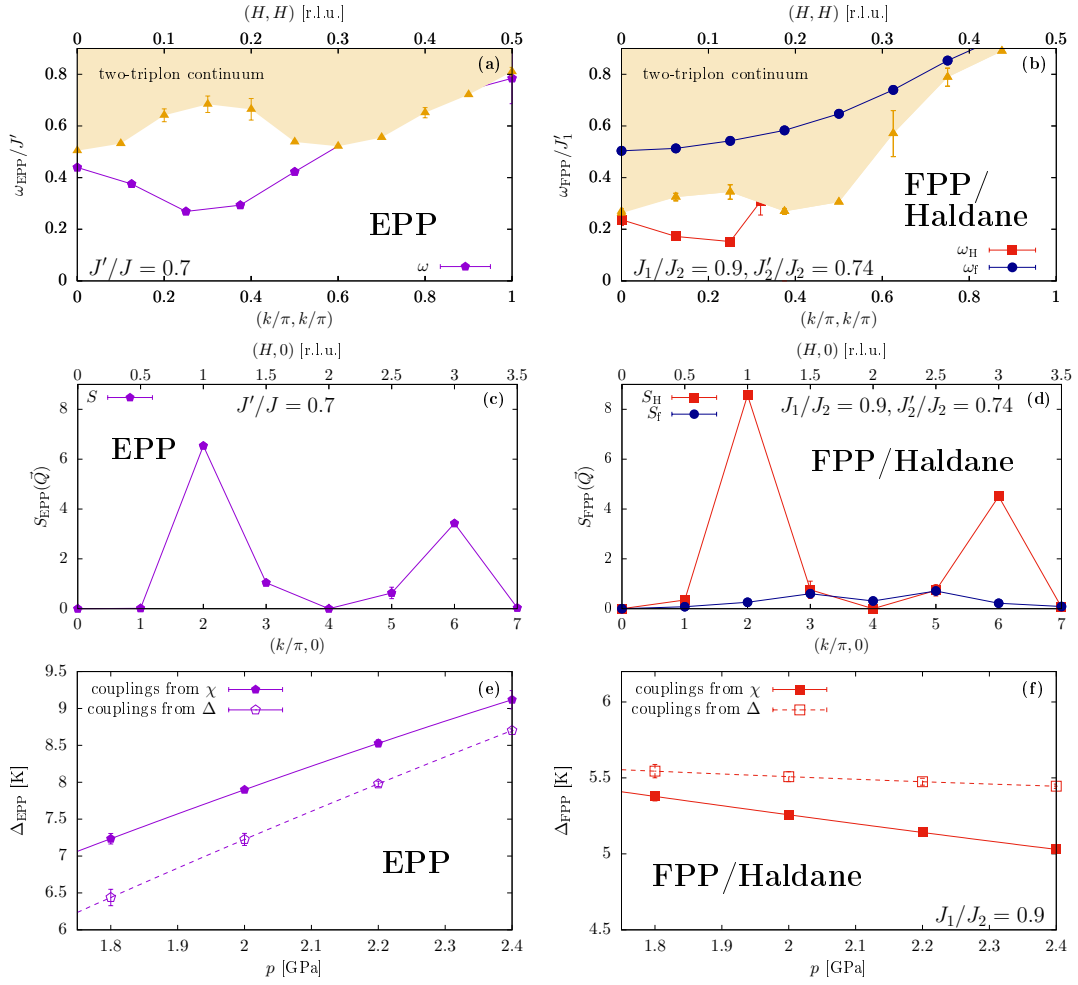 (H, H) [r.l.u.]
0 0.1 0.2 0.3 0.4 0.5
(a)
two-triplon continuum
ω_EPP/J′
0.8
0.6
0.4
0.2
0
EPP
J′/J = 0.7
ω
0 0.2 0.4 0.6 0.8 1
(k/π, k/π)
(H, H) [r.l.u.]
0 0.1 0.2 0.3 0.4 0.5
(b)
two-triplon continuum
ω_FPP/J′_1
0.8
0.6
0.4
0.2
0
FPP/
Haldane
ω_H
ω_f
J_1/J_2 = 0.9, J′_2/J_2 = 0.74
0 0.2 0.4 0.6 0.8 1
(k/π, k/π)
(H, 0) [r.l.u.]
0 0.5 1 1.5 2 2.5 3 3.5
S
J′/J = 0.7
(c)
EPP
S_EPP(Q⃗)
8
6
4
2
0
0 1 2 3 4 5 6 7
(k/π, 0)
(H, 0) [r.l.u.]
0 0.5 1 1.5 2 2.5 3 3.5
S_H
S_f
J_1/J_2 = 0.9, J′_2/J_2 = 0.74
(d)
FPP/Haldane
S_FPP(Q⃗)
8
6
4
2
0
0 1 2 3 4 5 6 7
(k/π, 0)
couplings from χ
couplings from Δ
(e)
Δ_EPP [K]
9.5
9
8.5
8
7.5
7
6.5
6
EPP
1.8 1.9 2 2.1 2.2 2.3 2.4
p [GPa]
couplings from χ
couplings from Δ
(f)
Δ_FPP [K]
6
5.5
5
4.5
FPP/Haldane
J_1/J_2 = 0.9
1.8 1.9 2 2.1 2.2 2.3 2.4
p [GPa]